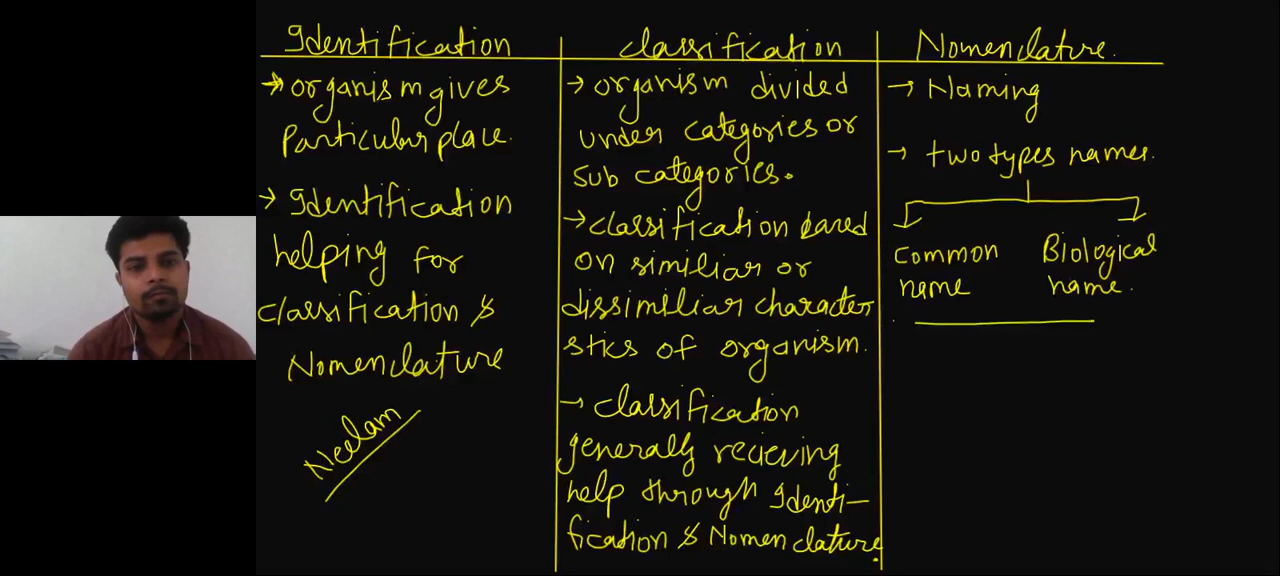 Identification
→ organism gives
Particular place.
→ Identification
helping for
classification &
Nomenclature
Neelam
classification
→ organism divided
under categories or
sub categories.
→ classification bared
on similiar or
dissimiliar character
stics of organism.
→ classification
generally recieving
help through Identi-
fication & Nomenclature.
Nomenclature.
→ Naming
→ two types names.
Common
name
Biological
name.